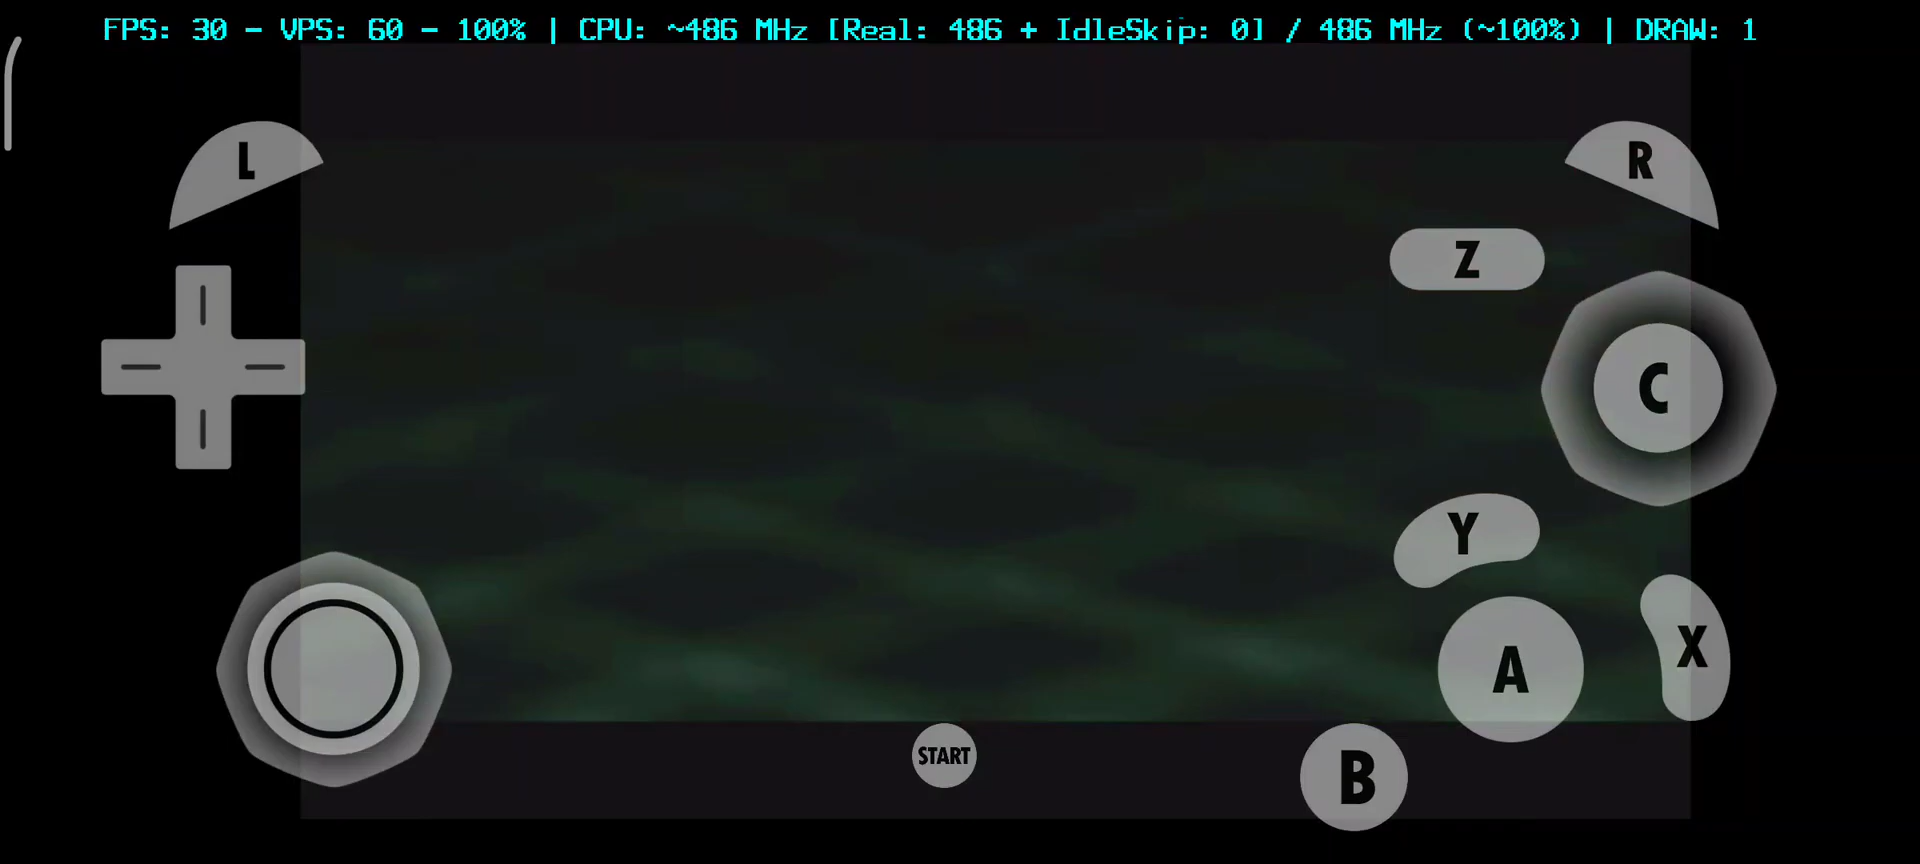 FPS: 30 - VPS: 60 - 100% | CPU: ~486 MHz [Real: 486 + IdleSkip: 0] / 486 MHz (~100%) | DRAW: 1
L
R
Z
C
Y
A
X
START
B